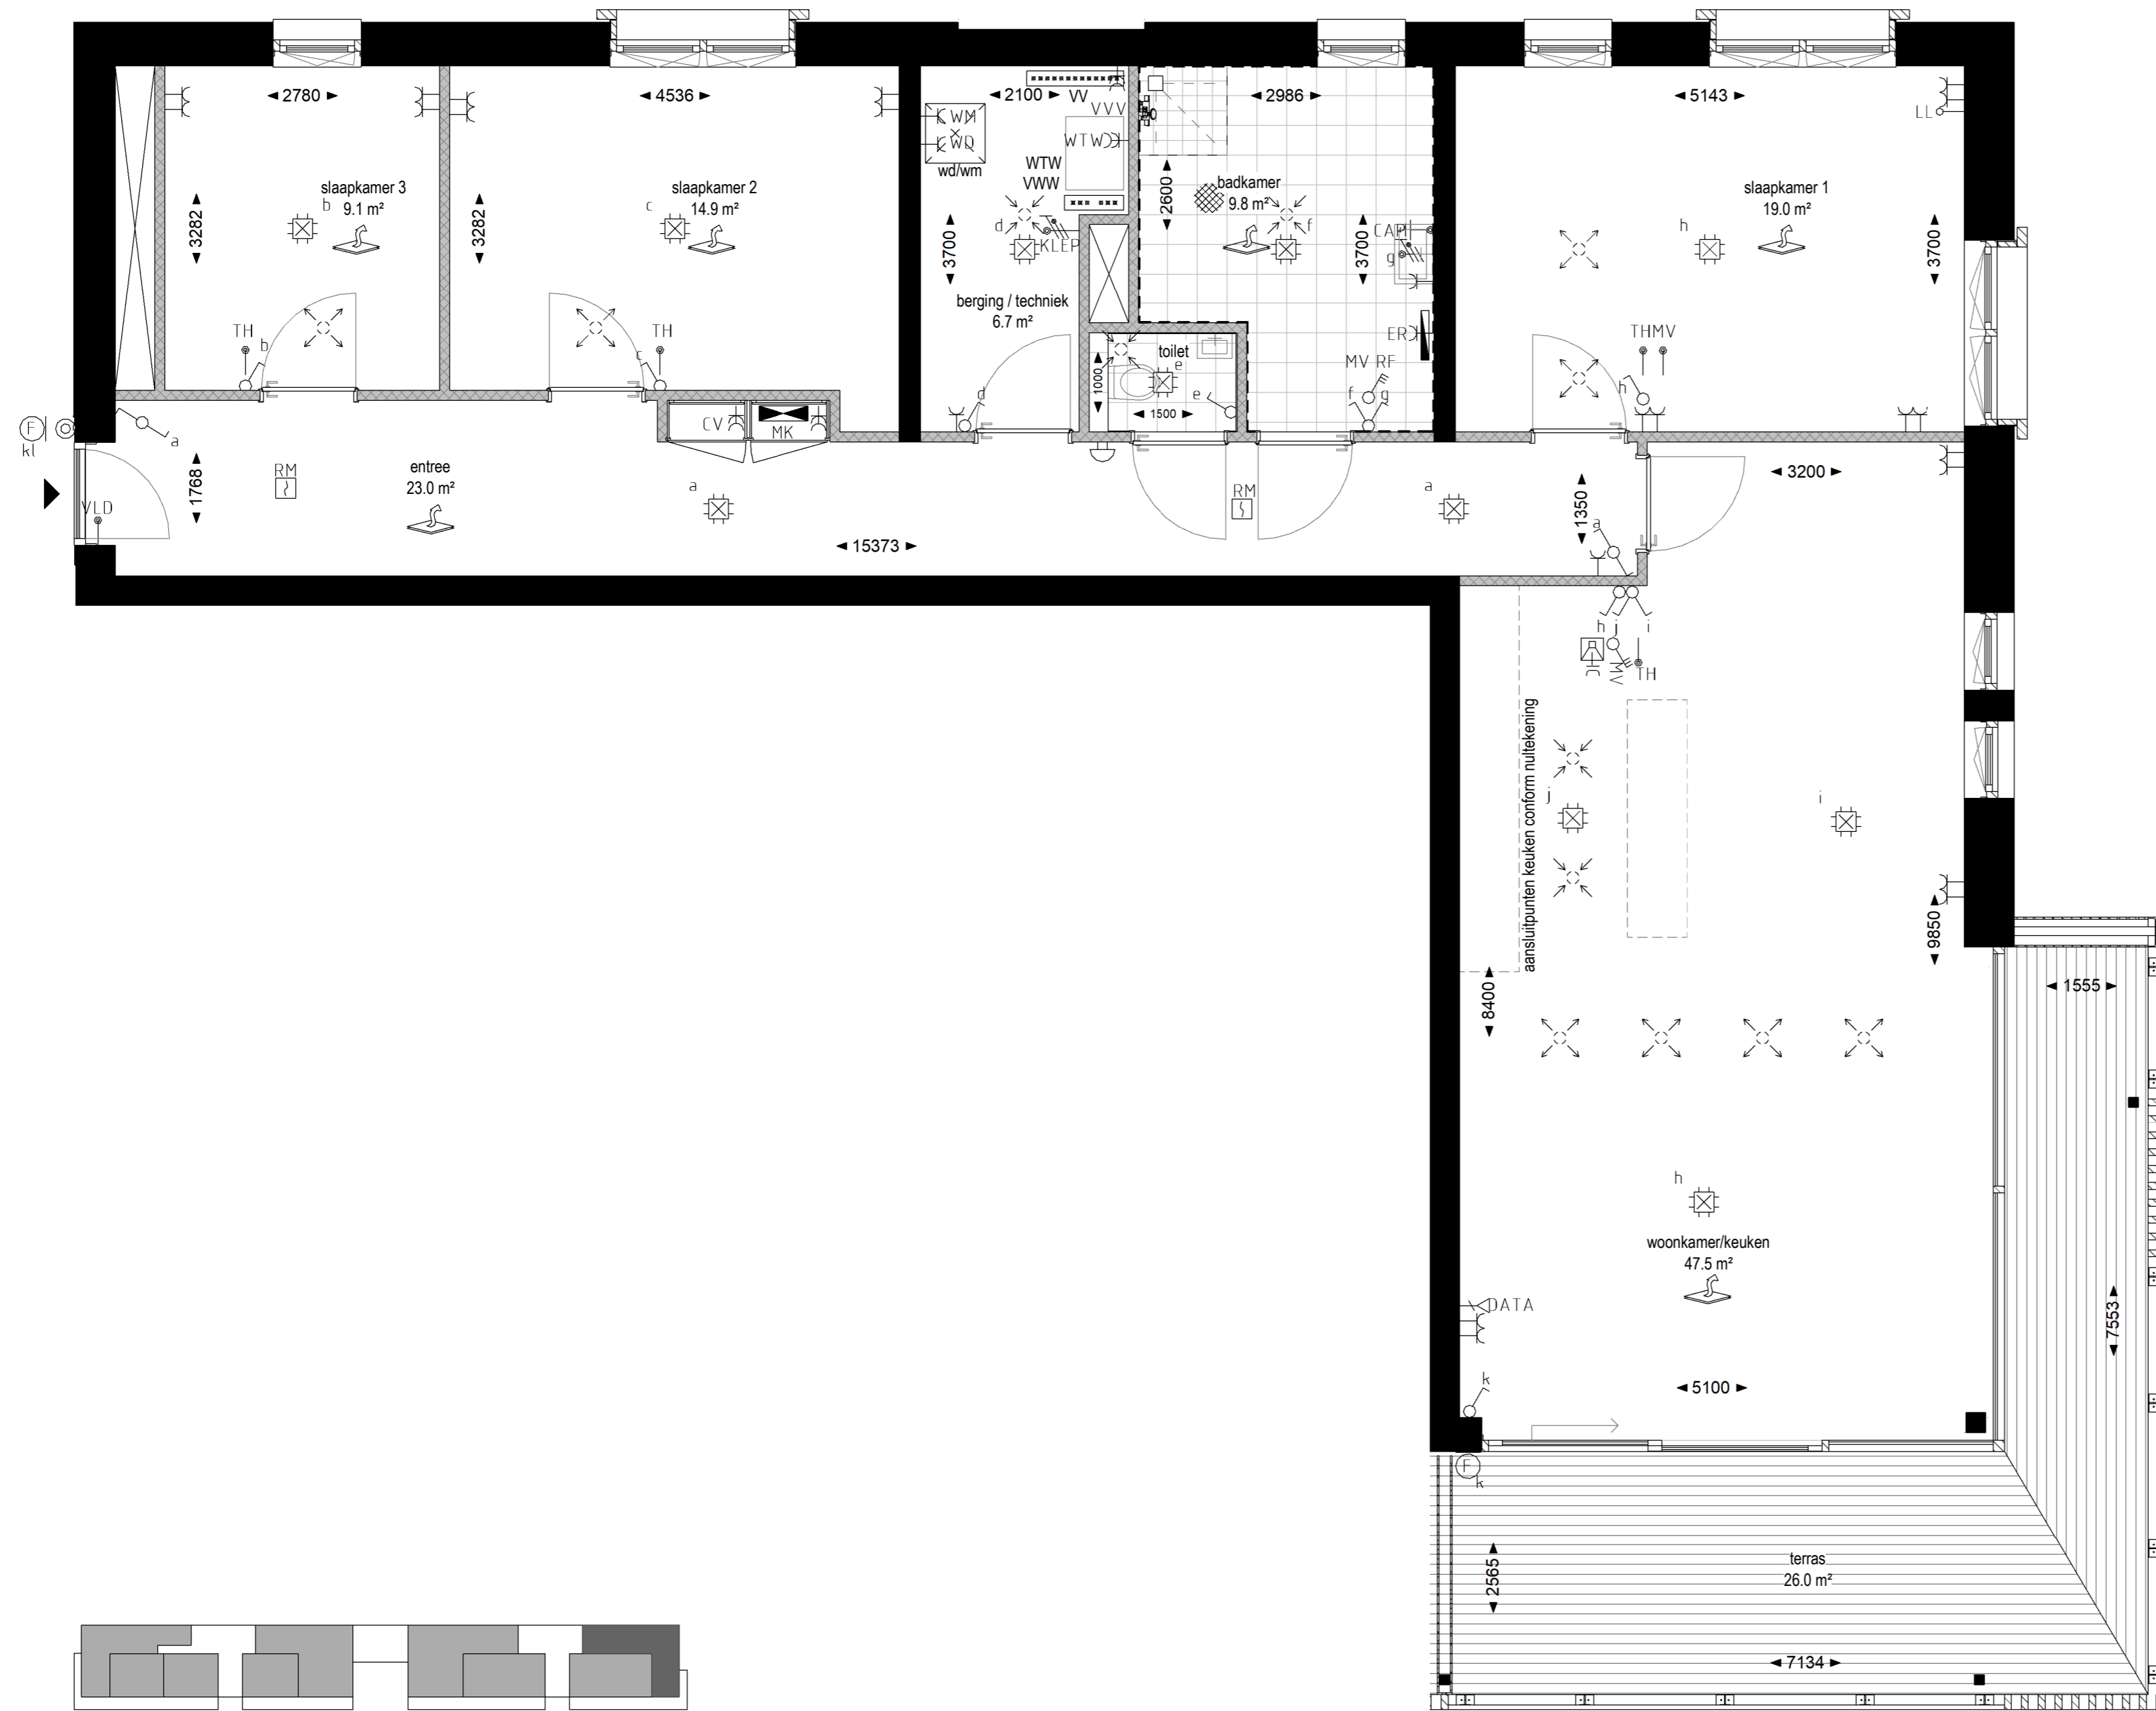 2780
4536
2100
VV
VVV
2986
5143
LL
WM
WD
wd/wm
WTW
WTW
VWW
slaapkamer 3
9.1 m²
b
slaapkamer 2
14.9 m²
c
badkamer
9.8 m²
slaapkamer 1
19.0 m²
3282
3282
3700
2600
3700
3700
d
KLEP
f
CAP
g
h
berging / techniek
6.7 m²
TH
b
TH
c
ER
THMV
toilet
e
1000
1500
e
MV RF
f
g
h
d
F
kl
a
CV
MK
1768
RM
entree
23.0 m²
a
RM
a
1350
3200
VLD
15373
a
h
j
i
MV
TH
aansluitpunten keuken conform nultekening
j
i
9850
8400
1555
h
woonkamer/keuken
47.5 m²
DATA
7553
k
5100
F
k
2565
terras
26.0 m²
7134